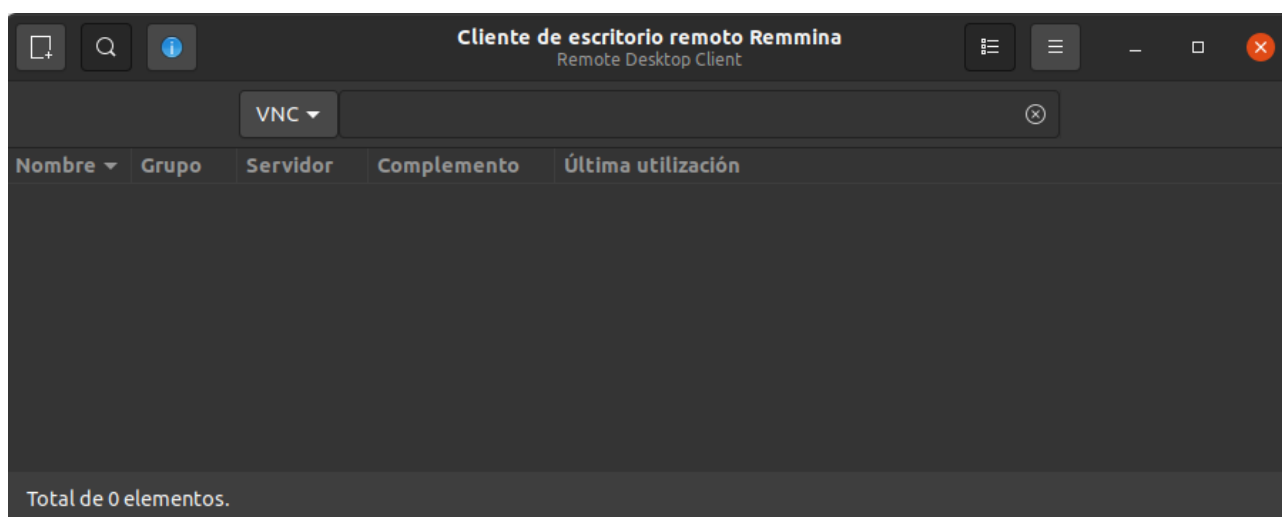 Cliente de escritorio remoto Remmina
Remote Desktop Client
VNC
Nombre Grupo Servidor Complemento Última utilización
Total de 0 elementos.